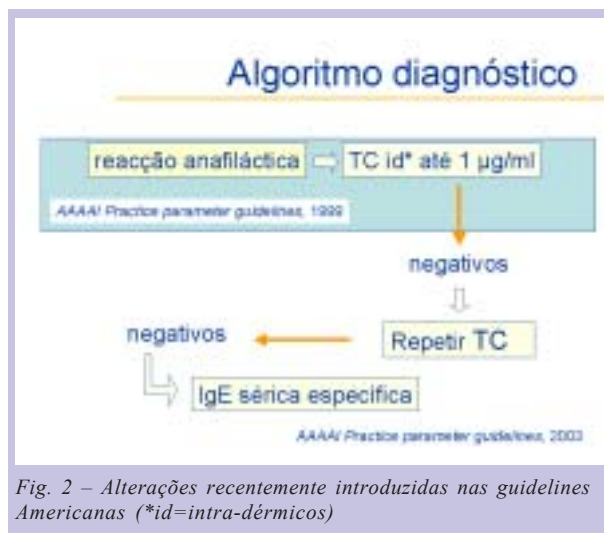 Algoritmo diagnóstico
reacção anafiláctica TC id* até 1 µg/ml
AAAAI Practice parameter guidelines, 1999
negativos
negativos Repetir TC
IgE sérica específica
AAAAI Practice parameter guidelines, 2003
Fig. 2 – Alterações recentemente introduzidas nas guidelines
Americanas (*id=intra-dérmicos)